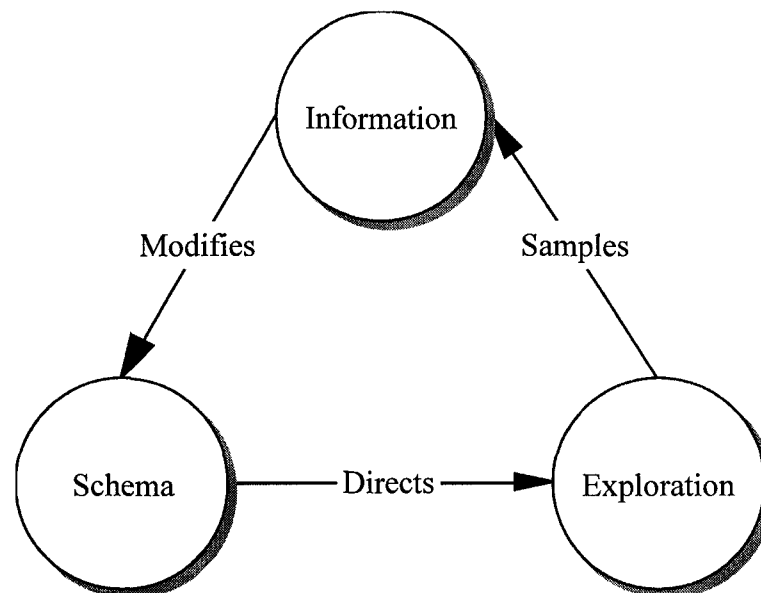 Information
Modifies
Samples
Schema
Directs
Exploration